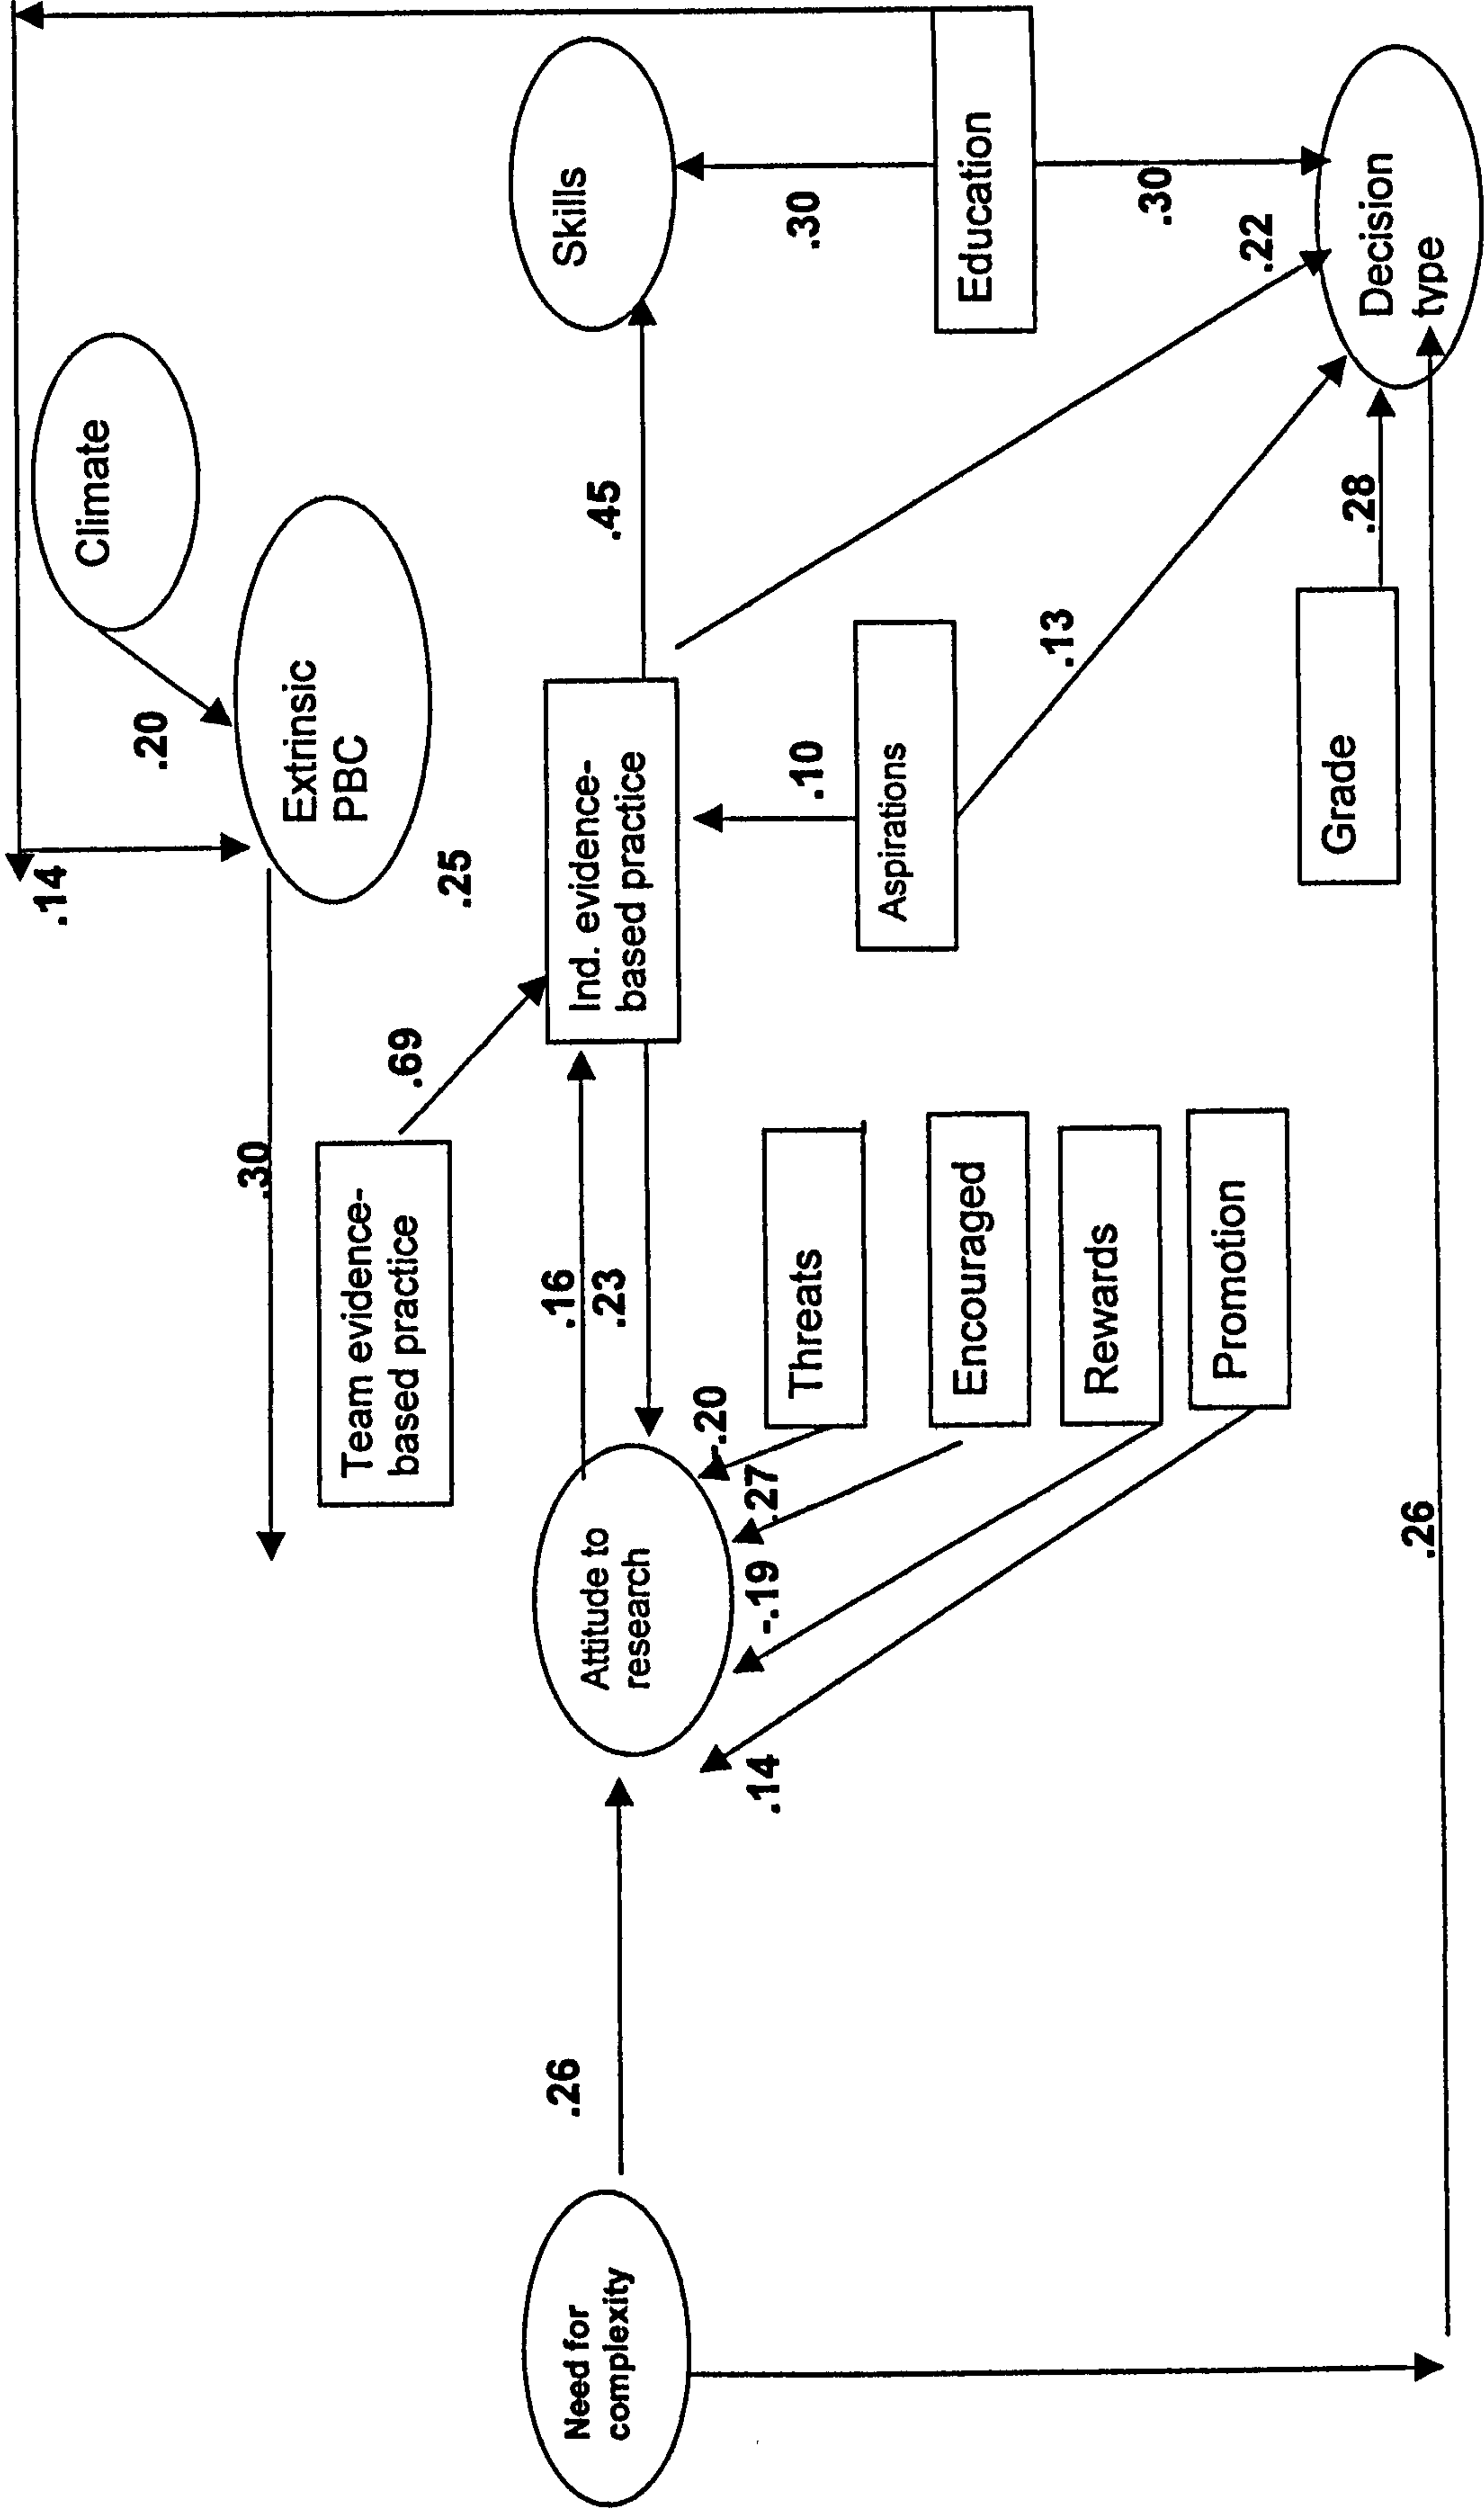 .14
Climate
.20
.30
Extrinsic
PBC
Team evidence-
based practice
.69
.25
Need for
complexity
.26
Attitude to
research
.16
.23
Ind. evidence-
based practice
.45
Skills
-.20
.27
-.19
.14
Threats
.10
.30
Aspirations
Encouraged
Education
Rewards
.13
.30
Promotion
.22
Grade
.28
Decision
type
.26